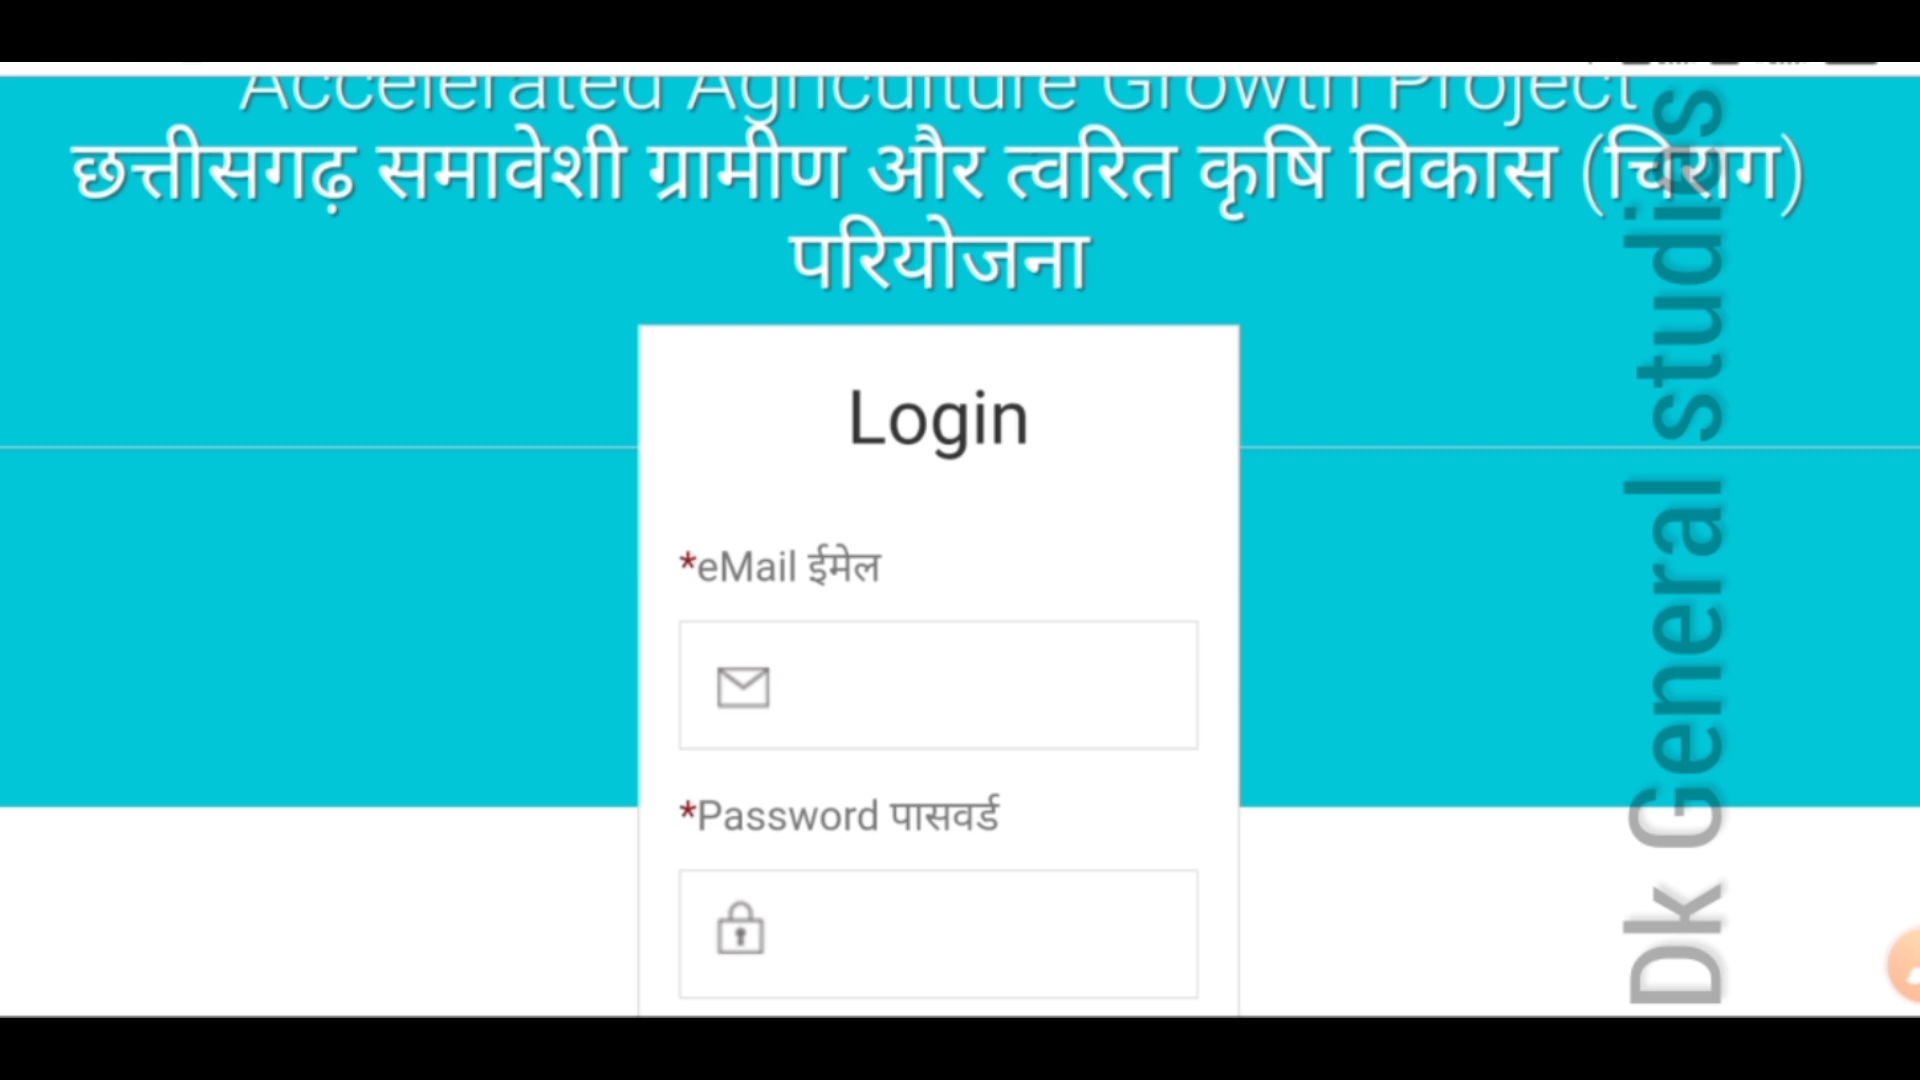 Accelerated Agriculture Growth Project
छत्तीसगढ़ समावेशी ग्रामीण और त्वरित कृषि विकास (चिराग)
परियोजना
Login
*eMail ईमेल
*Password पासवर्ड
Dk General studies